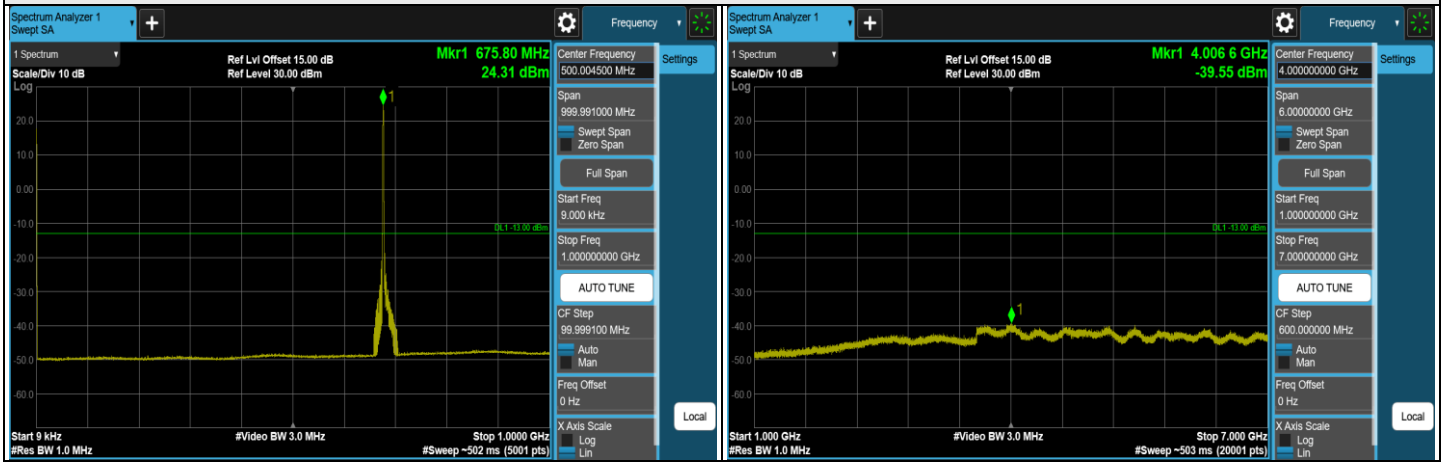 Spectrum Analyzer 1
Swept SA
+
Frequency
1 Spectrum
Scale/Div 10 dB
Log
Ref Lvl Offset 15.00 dB
Ref Level 30.00 dBm
Mkr1 675.80 MHz
24.31 dBm
1
20.0
10.0
0.00
-10.0
-20.0
-30.0
-40.0
-50.0
-60.0
DL1 -13.00 dBm
Start 9 kHz
#Res BW 1.0 MHz
#Video BW 3.0 MHz
Stop 1.0000 GHz
#Sweep ~502 ms (5001 pts)
Center Frequency
500.004500 MHz
Settings
Span
999.991000 MHz
Swept Span
Zero Span
Full Span
Start Freq
9.000 kHz
Stop Freq
1.000000000 GHz
AUTO TUNE
CF Step
99.999100 MHz
Auto
Man
Freq Offset
0 Hz
X Axis Scale
Log
Lin
Local
Spectrum Analyzer 1
Swept SA
+
Frequency
1 Spectrum
Scale/Div 10 dB
Log
Ref Lvl Offset 15.00 dB
Ref Level 30.00 dBm
Mkr1 4.006 6 GHz
-39.55 dBm
1
20.0
10.0
0.00
-10.0
-20.0
-30.0
-40.0
-50.0
-60.0
DL1 -13.00 dBm
Start 1.000 GHz
#Res BW 1.0 MHz
#Video BW 3.0 MHz
Stop 7.000 GHz
#Sweep ~503 ms (20001 pts)
Center Frequency
4.000000000 GHz
Settings
Span
6.00000000 GHz
Swept Span
Zero Span
Full Span
Start Freq
1.000000000 GHz
Stop Freq
7.000000000 GHz
AUTO TUNE
CF Step
600.000000 MHz
Auto
Man
Freq Offset
0 Hz
X Axis Scale
Log
Lin
Local